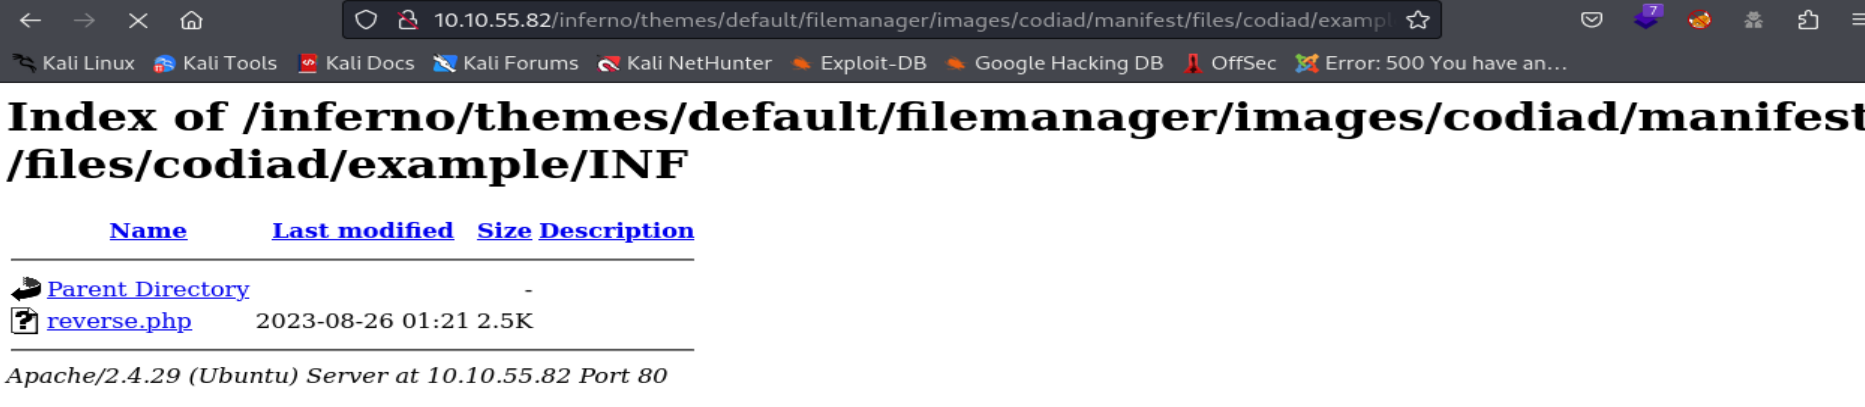 10.10.55.82/inferno/themes/default/filemanager/images/codiad/manifest/files/codiad/exampl
7
Kali Linux Kali Tools Kali Docs Kali Forums Kali NetHunter Exploit-DB Google Hacking DB OffSec Error: 500 You have an...
Index of /inferno/themes/default/filemanager/images/codiad/manifest
/files/codiad/example/INF
Name Last modified Size Description
Parent Directory -
reverse.php 2023-08-26 01:21 2.5K
Apache/2.4.29 (Ubuntu) Server at 10.10.55.82 Port 80